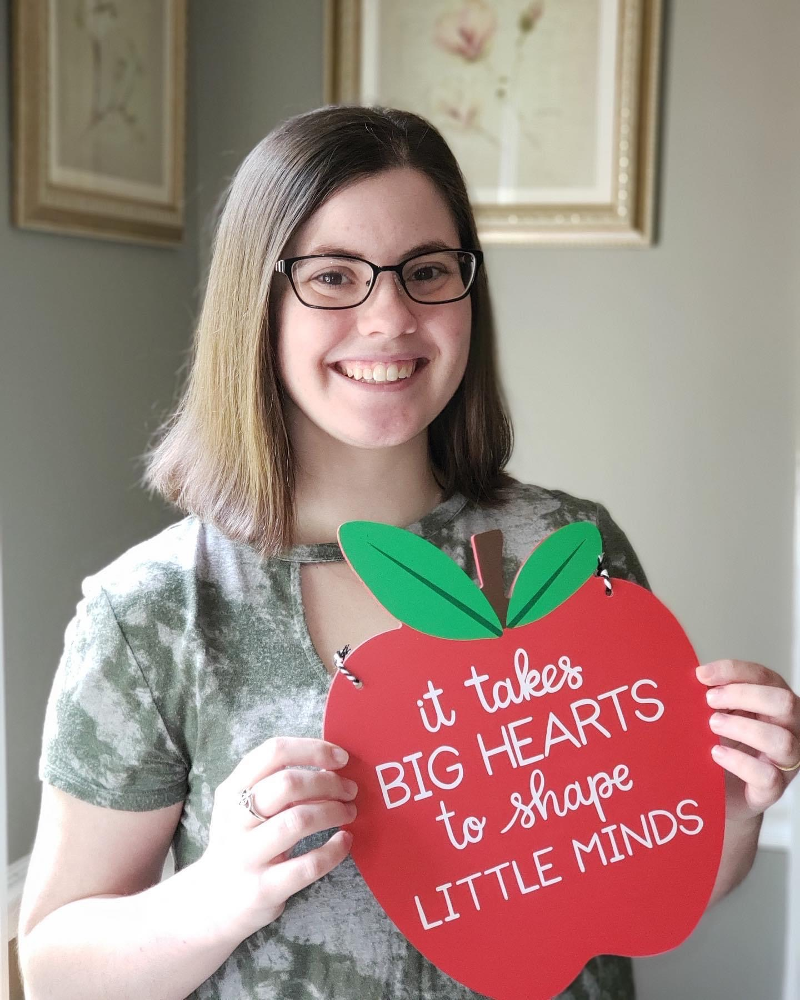 it takes
BIG HEARTS
to shape
LITTLE MINDS